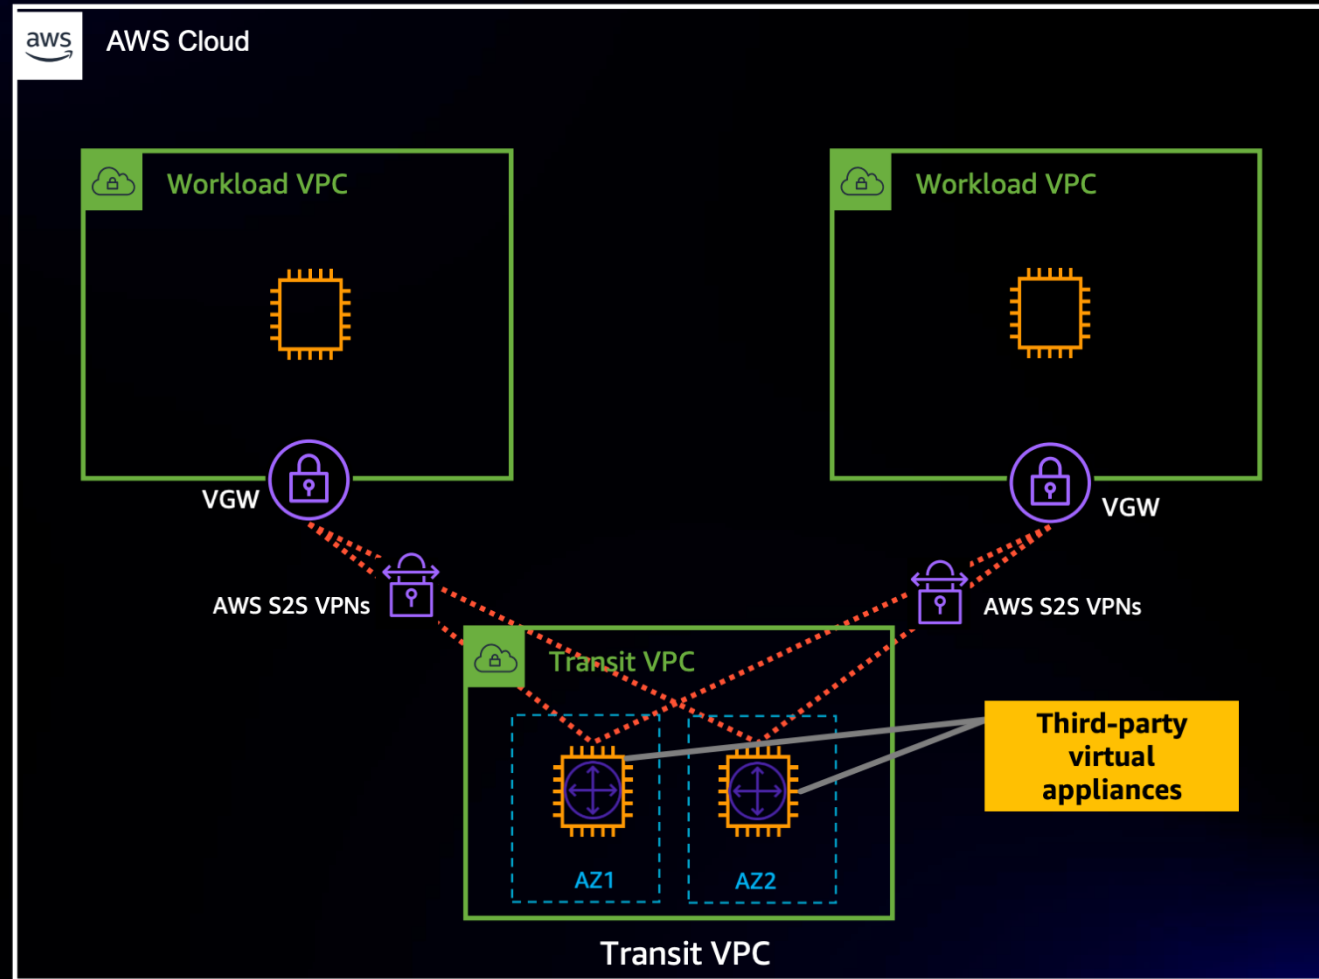 aws
AWS Cloud
Workload VPC
Workload VPC
VGW
VGW
AWS S2S VPNs
AWS S2S VPNs
Transit VPC
Third-party
virtual
appliances
AZ1
AZ2
Transit VPC